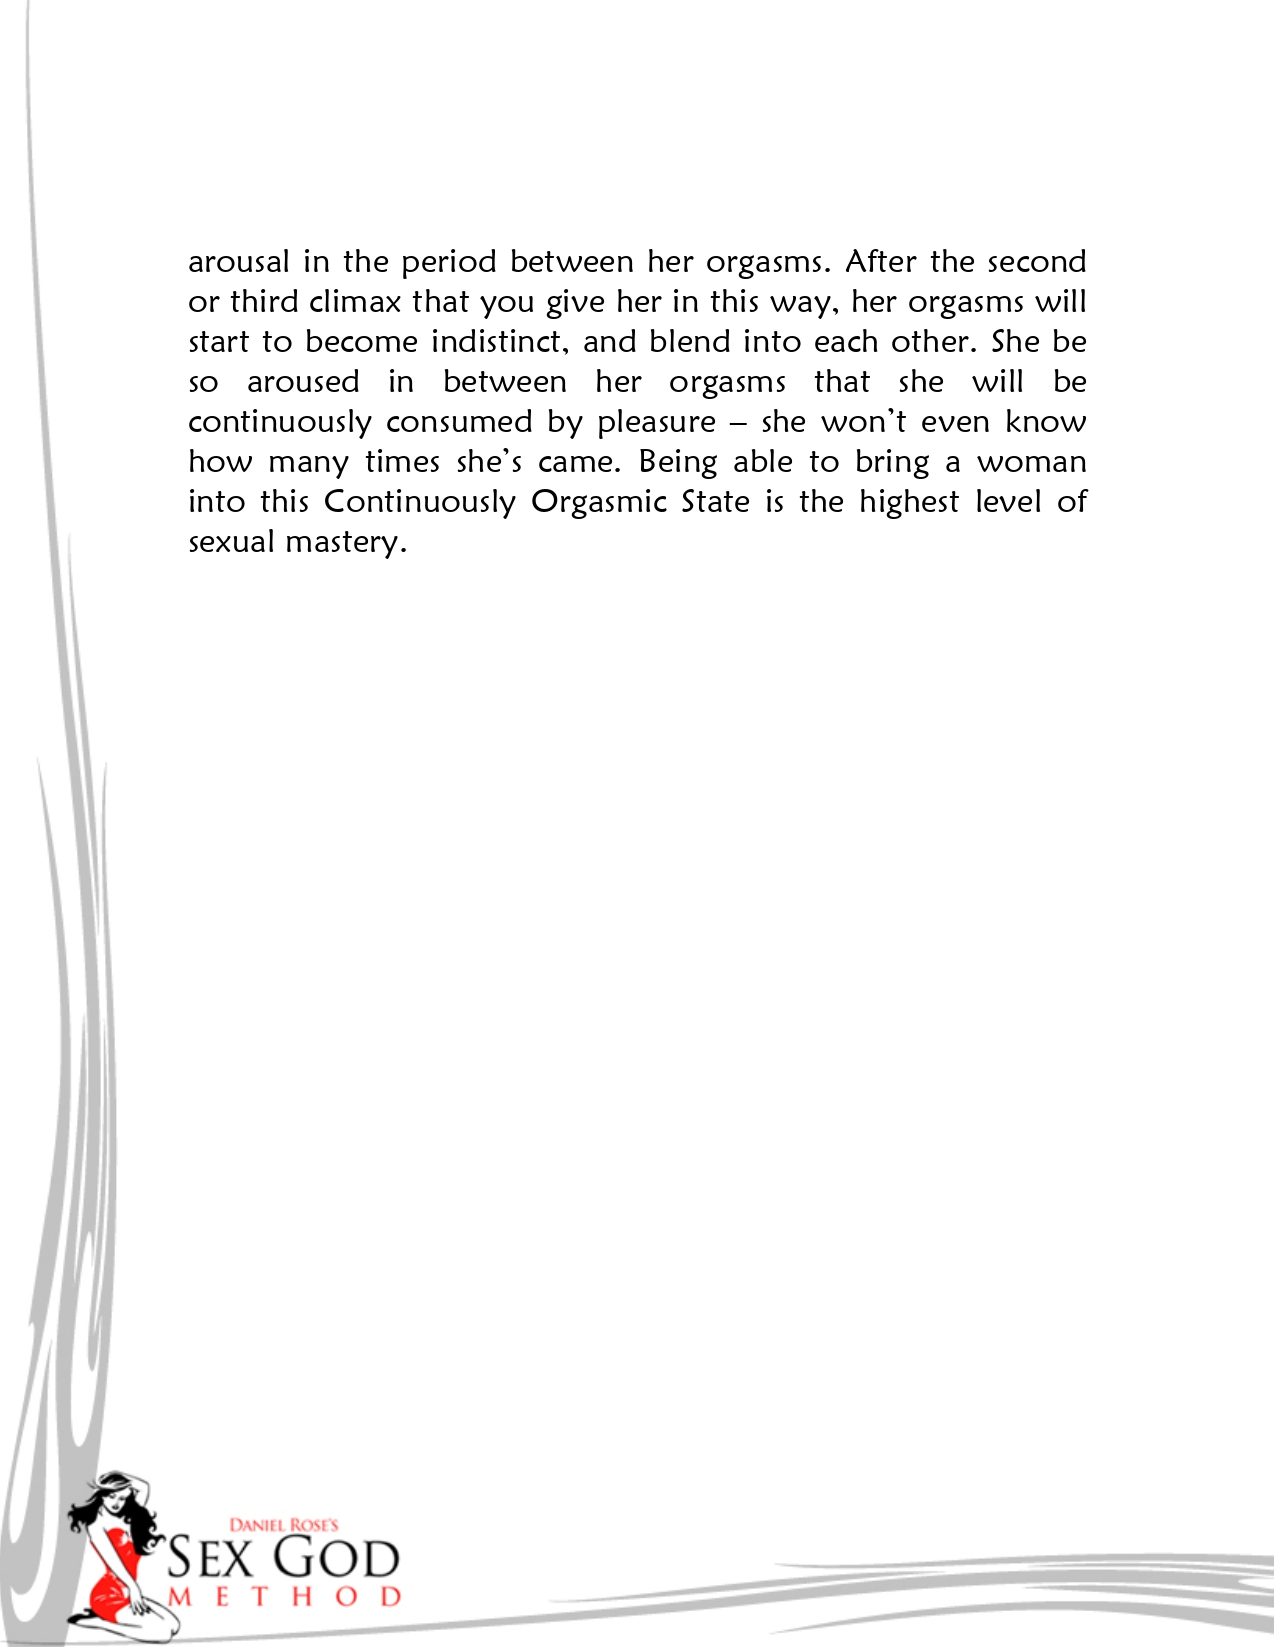 arousal in the period between her orgasms. After the second
or third climax that you give her in this way, her orgasms will
start to become indistinct, and blend into each other. She be
so aroused in between her orgasms that she will be
continuously consumed by pleasure – she won’t even know
how many times she’s came. Being able to bring a woman
into this Continuously Orgasmic State is the highest level of
sexual mastery.
DANIEL ROSE'S
SEX GOD
METHOD